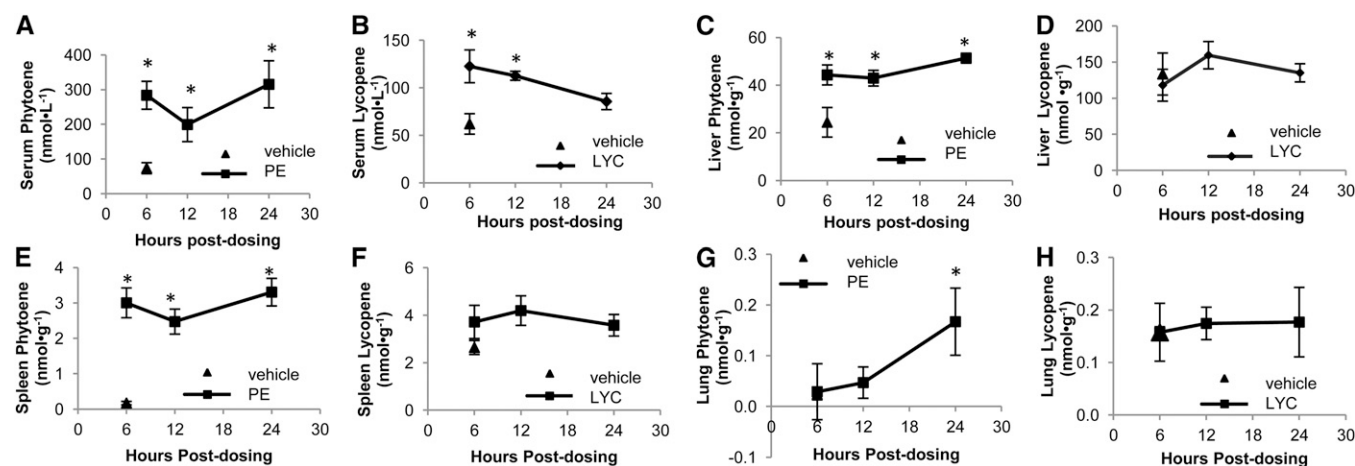 A
Serum Phytoene
(nmol•L-1)
400
300
200
100
0
*
*
*
vehicle
PE
0
6
12
18
24
30
Hours post-dosing
B
Serum Lycopene
(nmol•L-1)
150
100
50
0
*
*
vehicle
LYC
0
6
12
18
24
30
Hours post-dosing
C
Liver Phytoene
(nmol•g-1)
60
40
20
0
*
*
*
vehicle
PE
0
6
12
18
24
30
Hours post-dosing
D
Liver Lycopene
(nmol •g-1)
200
150
100
50
0
vehicle
LYC
0
6
12
18
24
30
Hours post-dosing
E
Spleen Phytoene
(nmol•g-1)
4
3
2
1
0
*
*
*
vehicle
PE
0
6
12
18
24
30
Hours Post-dosing
F
Spleen Lycopene
(nmol•g-1)
6
4
2
0
vehicle
LYC
0
6
12
18
24
30
Hours Post-dosing
G
Lung Phytoene
(nmol•g-1)
0.3
0.2
0.1
0.0
-0.1
vehicle
PE
*
0
6
12
18
24
30
Hours Post-dosing
H
Lung Lycopene
(nmol•g-1)
0.3
0.2
0.1
0.0
vehicle
LYC
0
6
12
18
24
30
Hours Post-dosing